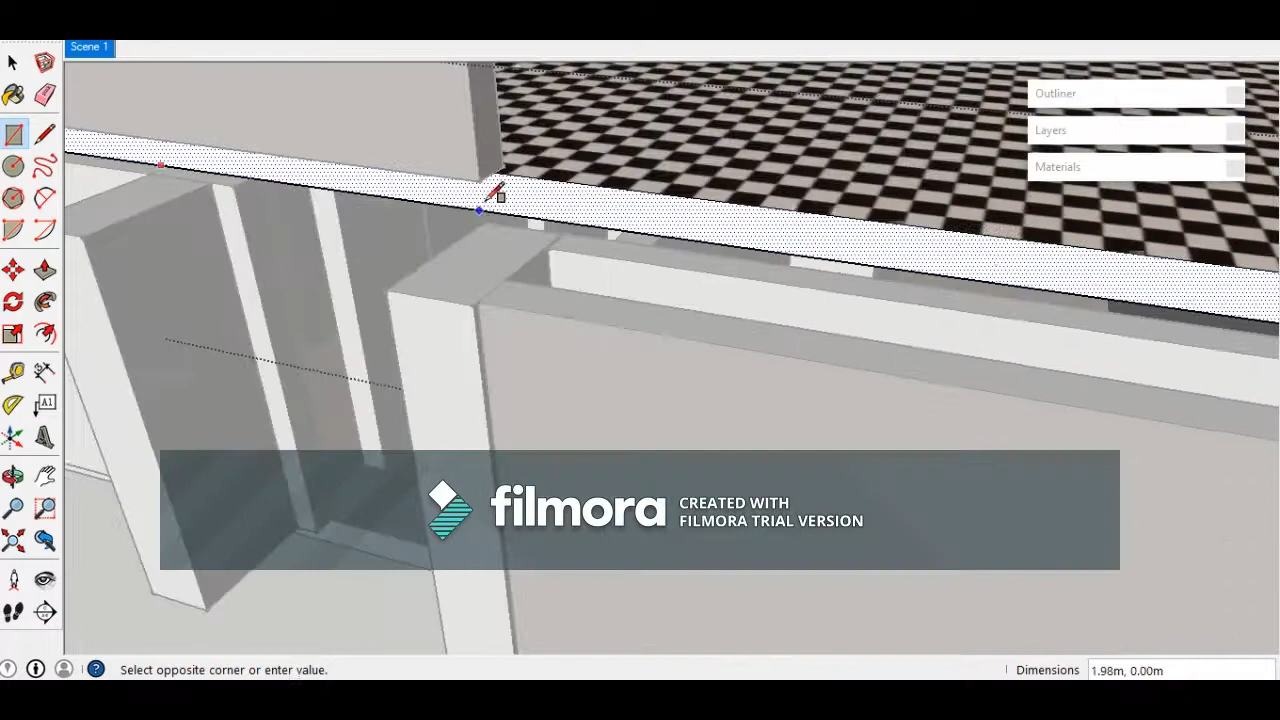 Scene 1
Outliner
Layers
Materials
A1
filmora
CREATED WITH
FILMORA TRIAL VERSION
Select opposite corner or enter value.
Dimensions
1.98m, 0.00m